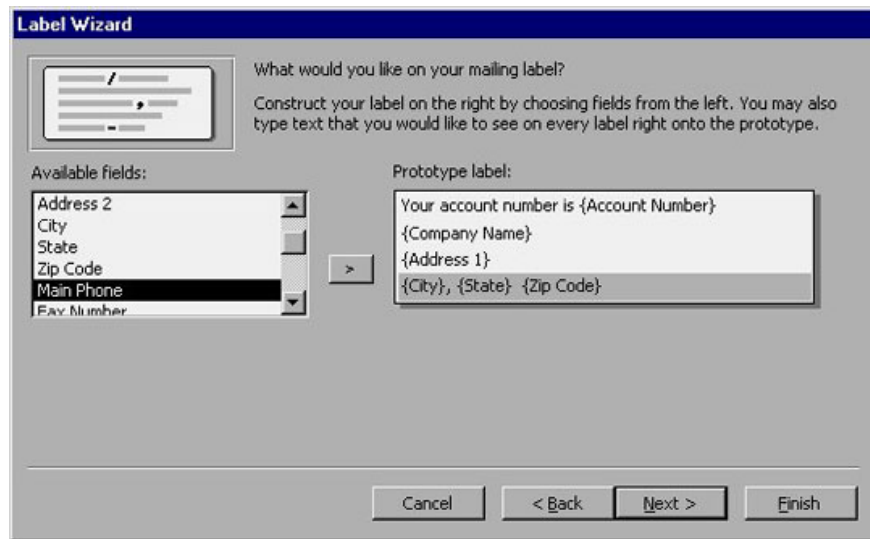 Label Wizard
What would you like on your mailing label?
Construct your label on the right by choosing fields from the left. You may also
type text that you would like to see on every label right onto the prototype.
Available fields:
Address 2
City
State
Zip Code
Main Phone
Fax Number
>
Prototype label:
Your account number is {Account Number}
{Company Name}
{Address 1}
{City}, {State} {Zip Code}
Cancel
< Back
Next >
Finish